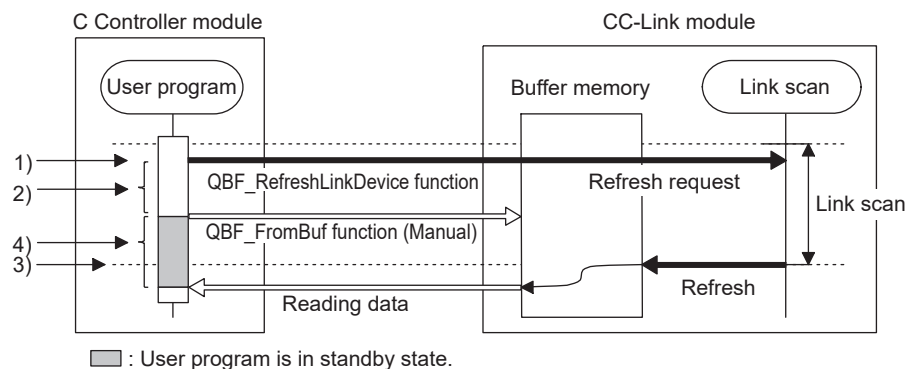 C Controller module
CC-Link module
User program
Buffer memory
Link scan
1)
2)
QBF_RefreshLinkDevice function
Refresh request
Link scan
QBF_FromBuf function (Manual)
4)
3)
Refresh
Reading data
: User program is in standby state.